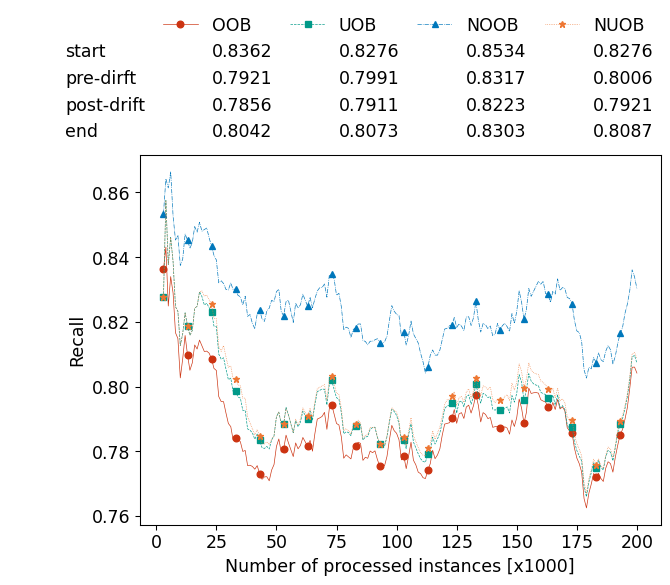 OOB UOB NOOB NUOB
start 0.8362 0.8276 0.8534 0.8276
pre-dirft 0.7921 0.7991 0.8317 0.8006
post-drift 0.7856 0.7911 0.8223 0.7921
end 0.8042 0.8073 0.8303 0.8087
0.86
0.84
0.82
0.80
0.78
0.76
Recall
0 25 50 75 100 125 150 175 200
Number of processed instances [x1000]